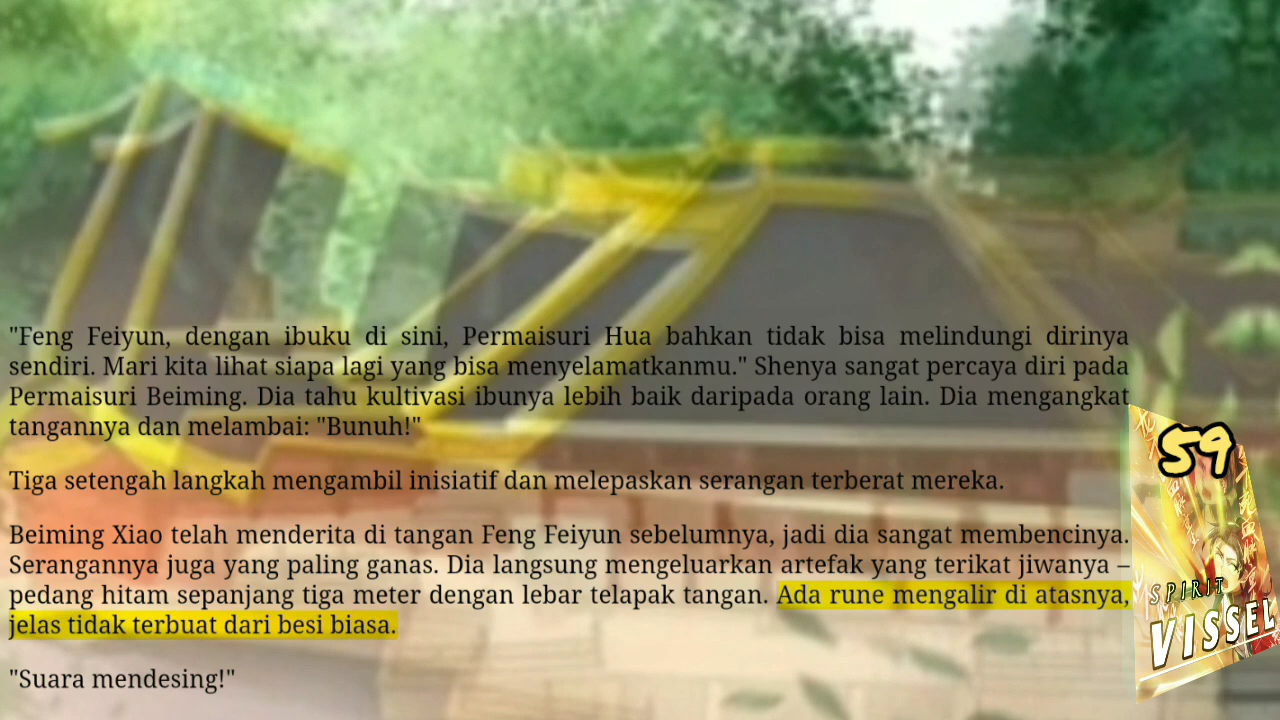 "Feng Feiyun, dengan ibuku di sini, Permaisuri Hua bahkan tidak bisa melindungi dirinya
sendiri. Mari kita lihat siapa lagi yang bisa menyelamatkanmu." Shenya sangat percaya diri pada
Permaisuri Beiming. Dia tahu kultivasi ibunya lebih baik daripada orang lain. Dia mengangkat
tangannya dan melambai: "Bunuh!"
Tiga setengah langkah mengambil inisiatif dan melepaskan serangan terberat mereka.
Beiming Xiao telah menderita di tangan Feng Feiyun sebelumnya, jadi dia sangat membencinya.
Serangannya juga yang paling ganas. Dia langsung mengeluarkan artefak yang terikat jiwanya –
pedang hitam sepanjang tiga meter dengan lebar telapak tangan. Ada rune mengalir di atasnya,
jelas tidak terbuat dari besi biasa.
"Suara mendesing!"
59
SPIRIT
VISSEL